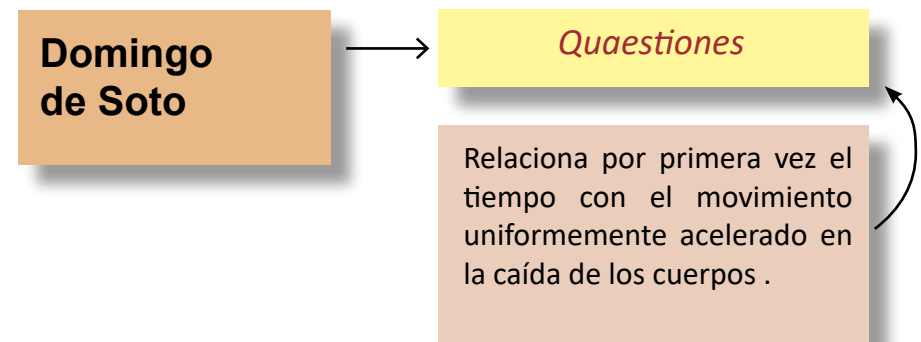 Domingo
de Soto
Quaestiones
Relaciona por primera vez el
tiempo con el movimiento
uniformemente acelerado en
la caída de los cuerpos .